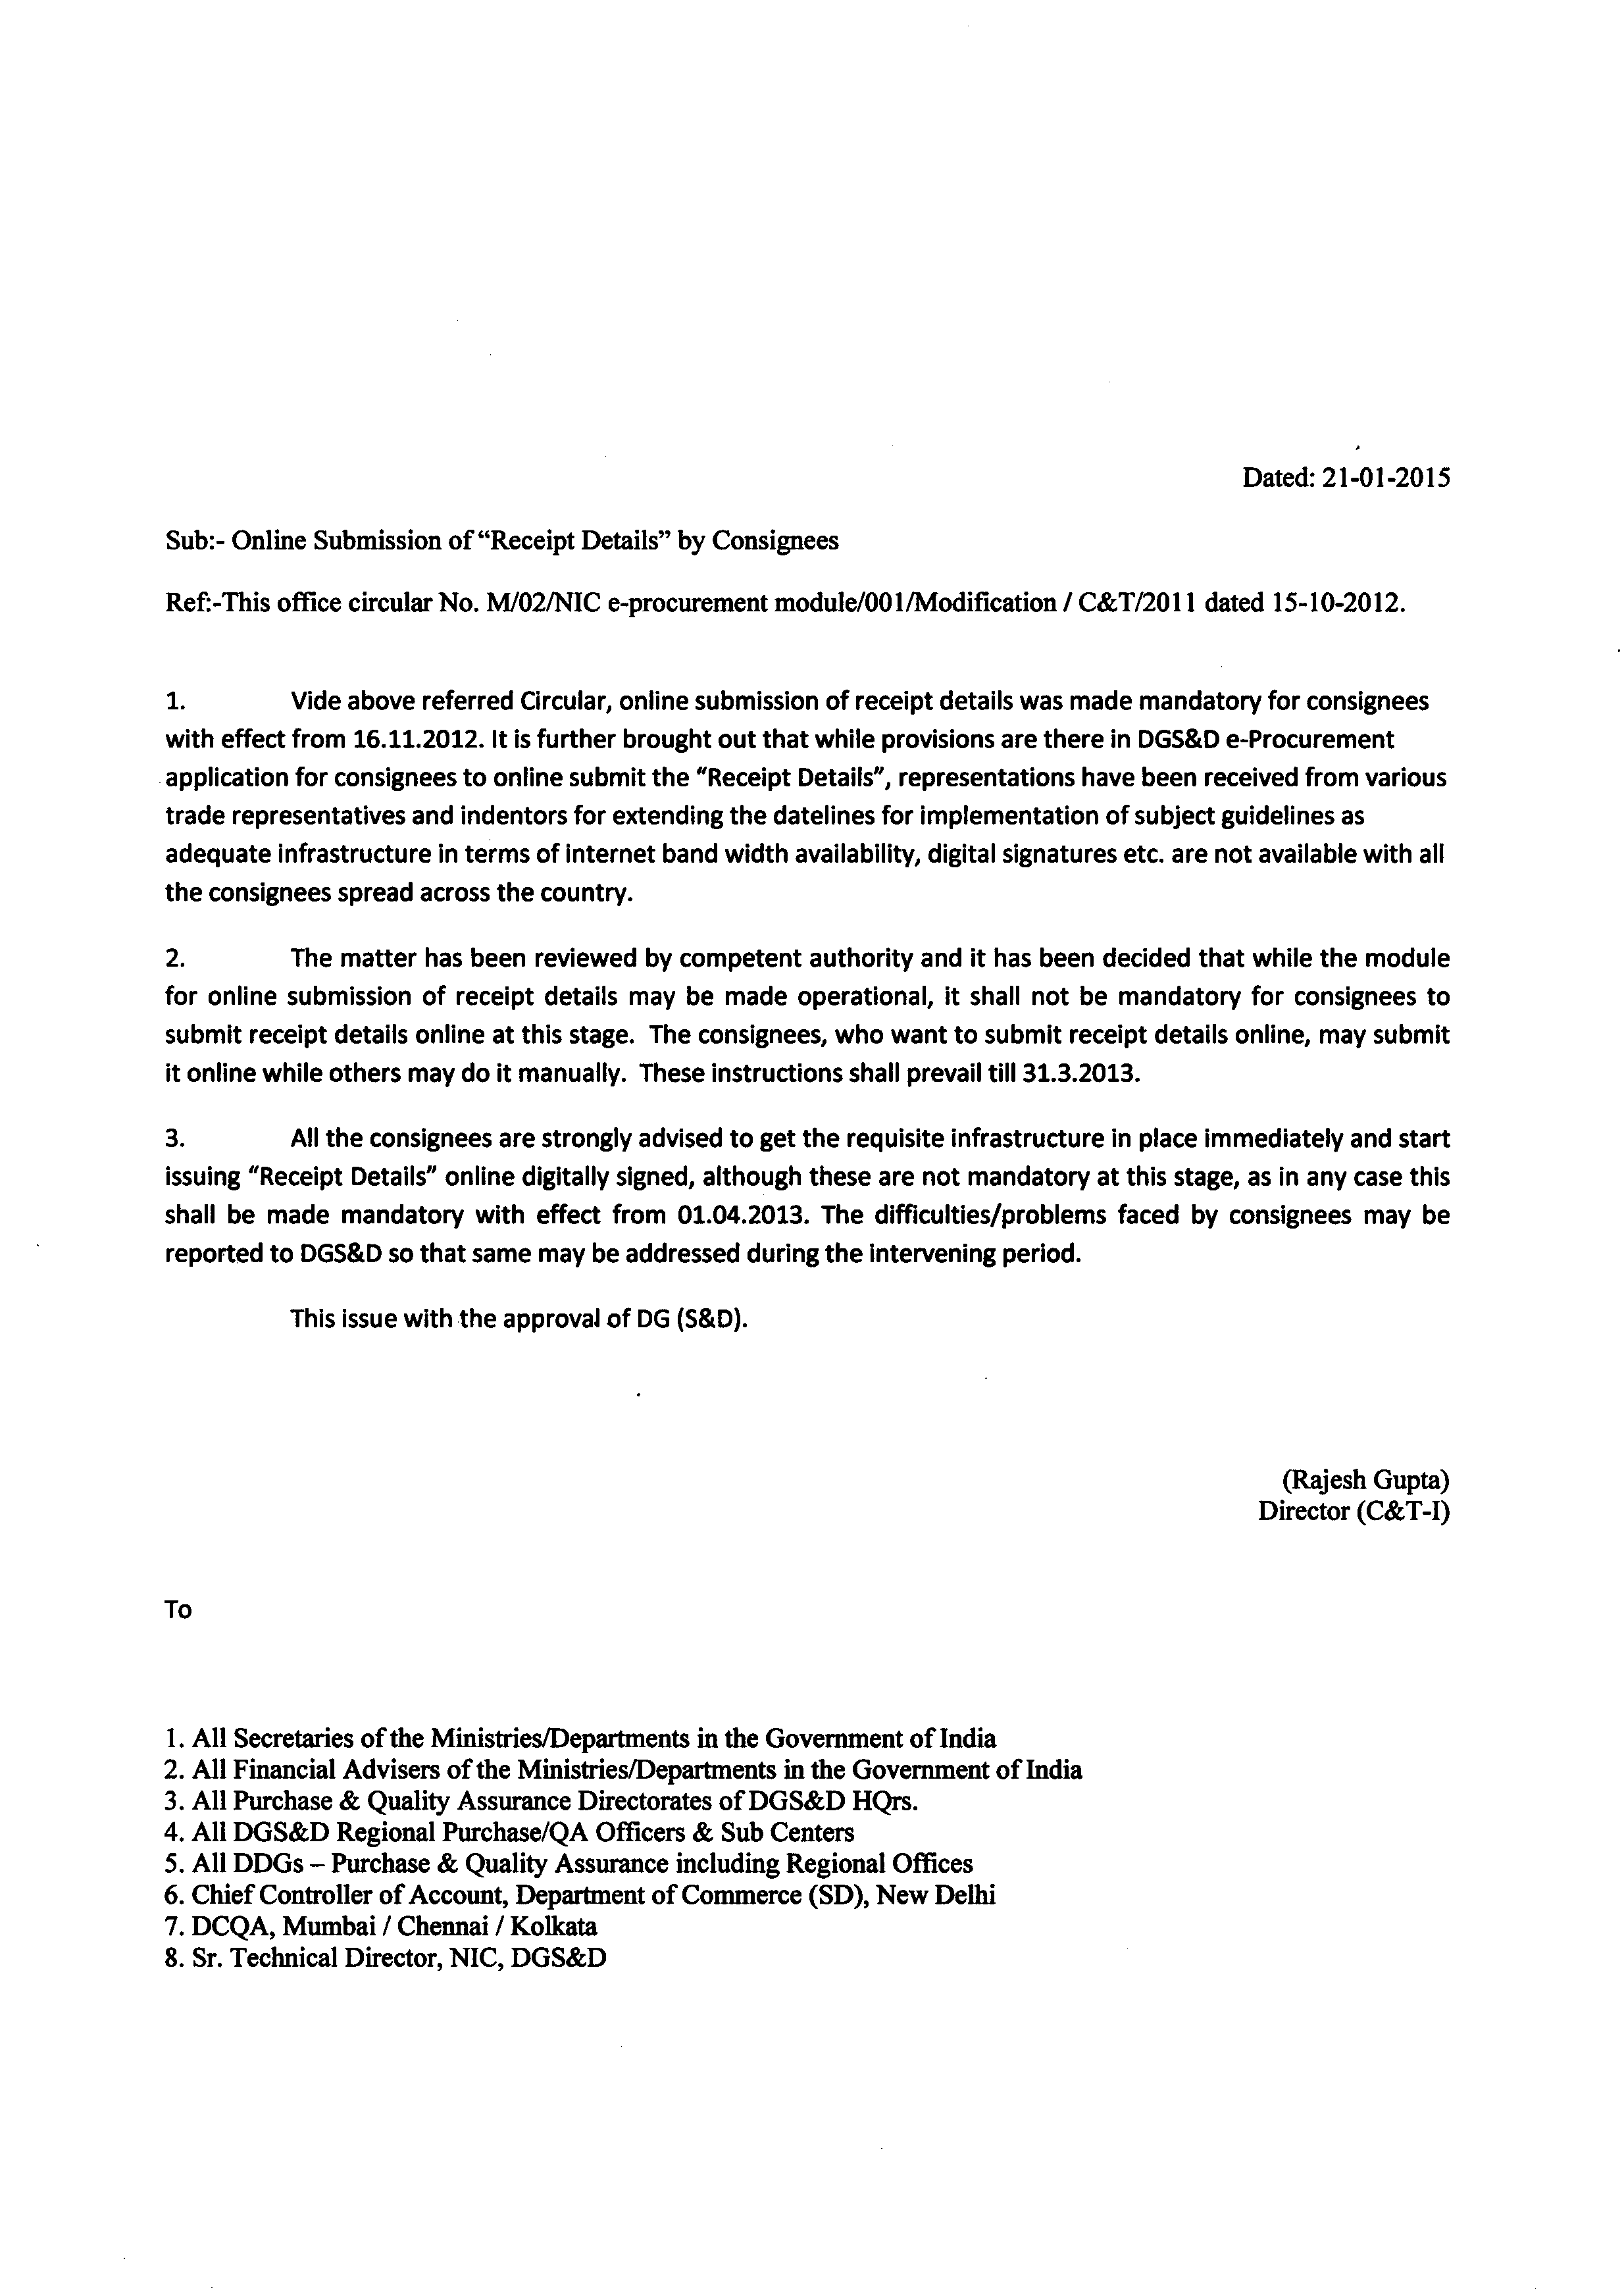 Dated: 21-01-2015
Sub:- Online Submission of “Receipt Details” by Consignees
Ref:-This office circular No. M/02/NIC e-procurement module/001/Modification / C&T/2011 dated 15-10-2012.
1. Vide above referred Circular, online submission of receipt details was made mandatory for consignees
with effect from 16.11.2012. It is further brought out that while provisions are there in DGS&D e-Procurement
application for consignees to online submit the “Receipt Details”, representations have been received from various
trade representatives and indentors for extending the datelines for implementation of subject guidelines as
adequate infrastructure in terms of internet band width availability, digital signatures etc. are not available with all
the consignees spread across the country.
2. The matter has been reviewed by competent authority and it has been decided that while the module
for online submission of receipt details may be made operational, it shall not be mandatory for consignees to
submit receipt details online at this stage. The consignees, who want to submit receipt details online, may submit
it online while others may do it manually. These instructions shall prevail till 31.3.2013.
3. All the consignees are strongly advised to get the requisite infrastructure in place immediately and start
issuing “Receipt Details” online digitally signed, although these are not mandatory at this stage, as in any case this
shall be made mandatory with effect from 01.04.2013. The difficulties/problems faced by consignees may be
reported to DGS&D so that same may be addressed during the intervening period.
This issue with the approval of DG (S&D).
(Rajesh Gupta)
Director (C&T-I)
To
1. All Secretaries of the Ministries/Departments in the Government of India
2. All Financial Advisers of the Ministries/Departments in the Government of India
3. All Purchase & Quality Assurance Directorates of DGS&D HQrs.
4. All DGS&D Regional Purchase/QA Officers & Sub Centers
5. All DDGs – Purchase & Quality Assurance including Regional Offices
6. Chief Controller of Account, Department of Commerce (SD), New Delhi
7. DCQA, Mumbai / Chennai / Kolkata
8. Sr. Technical Director, NIC, DGS&D